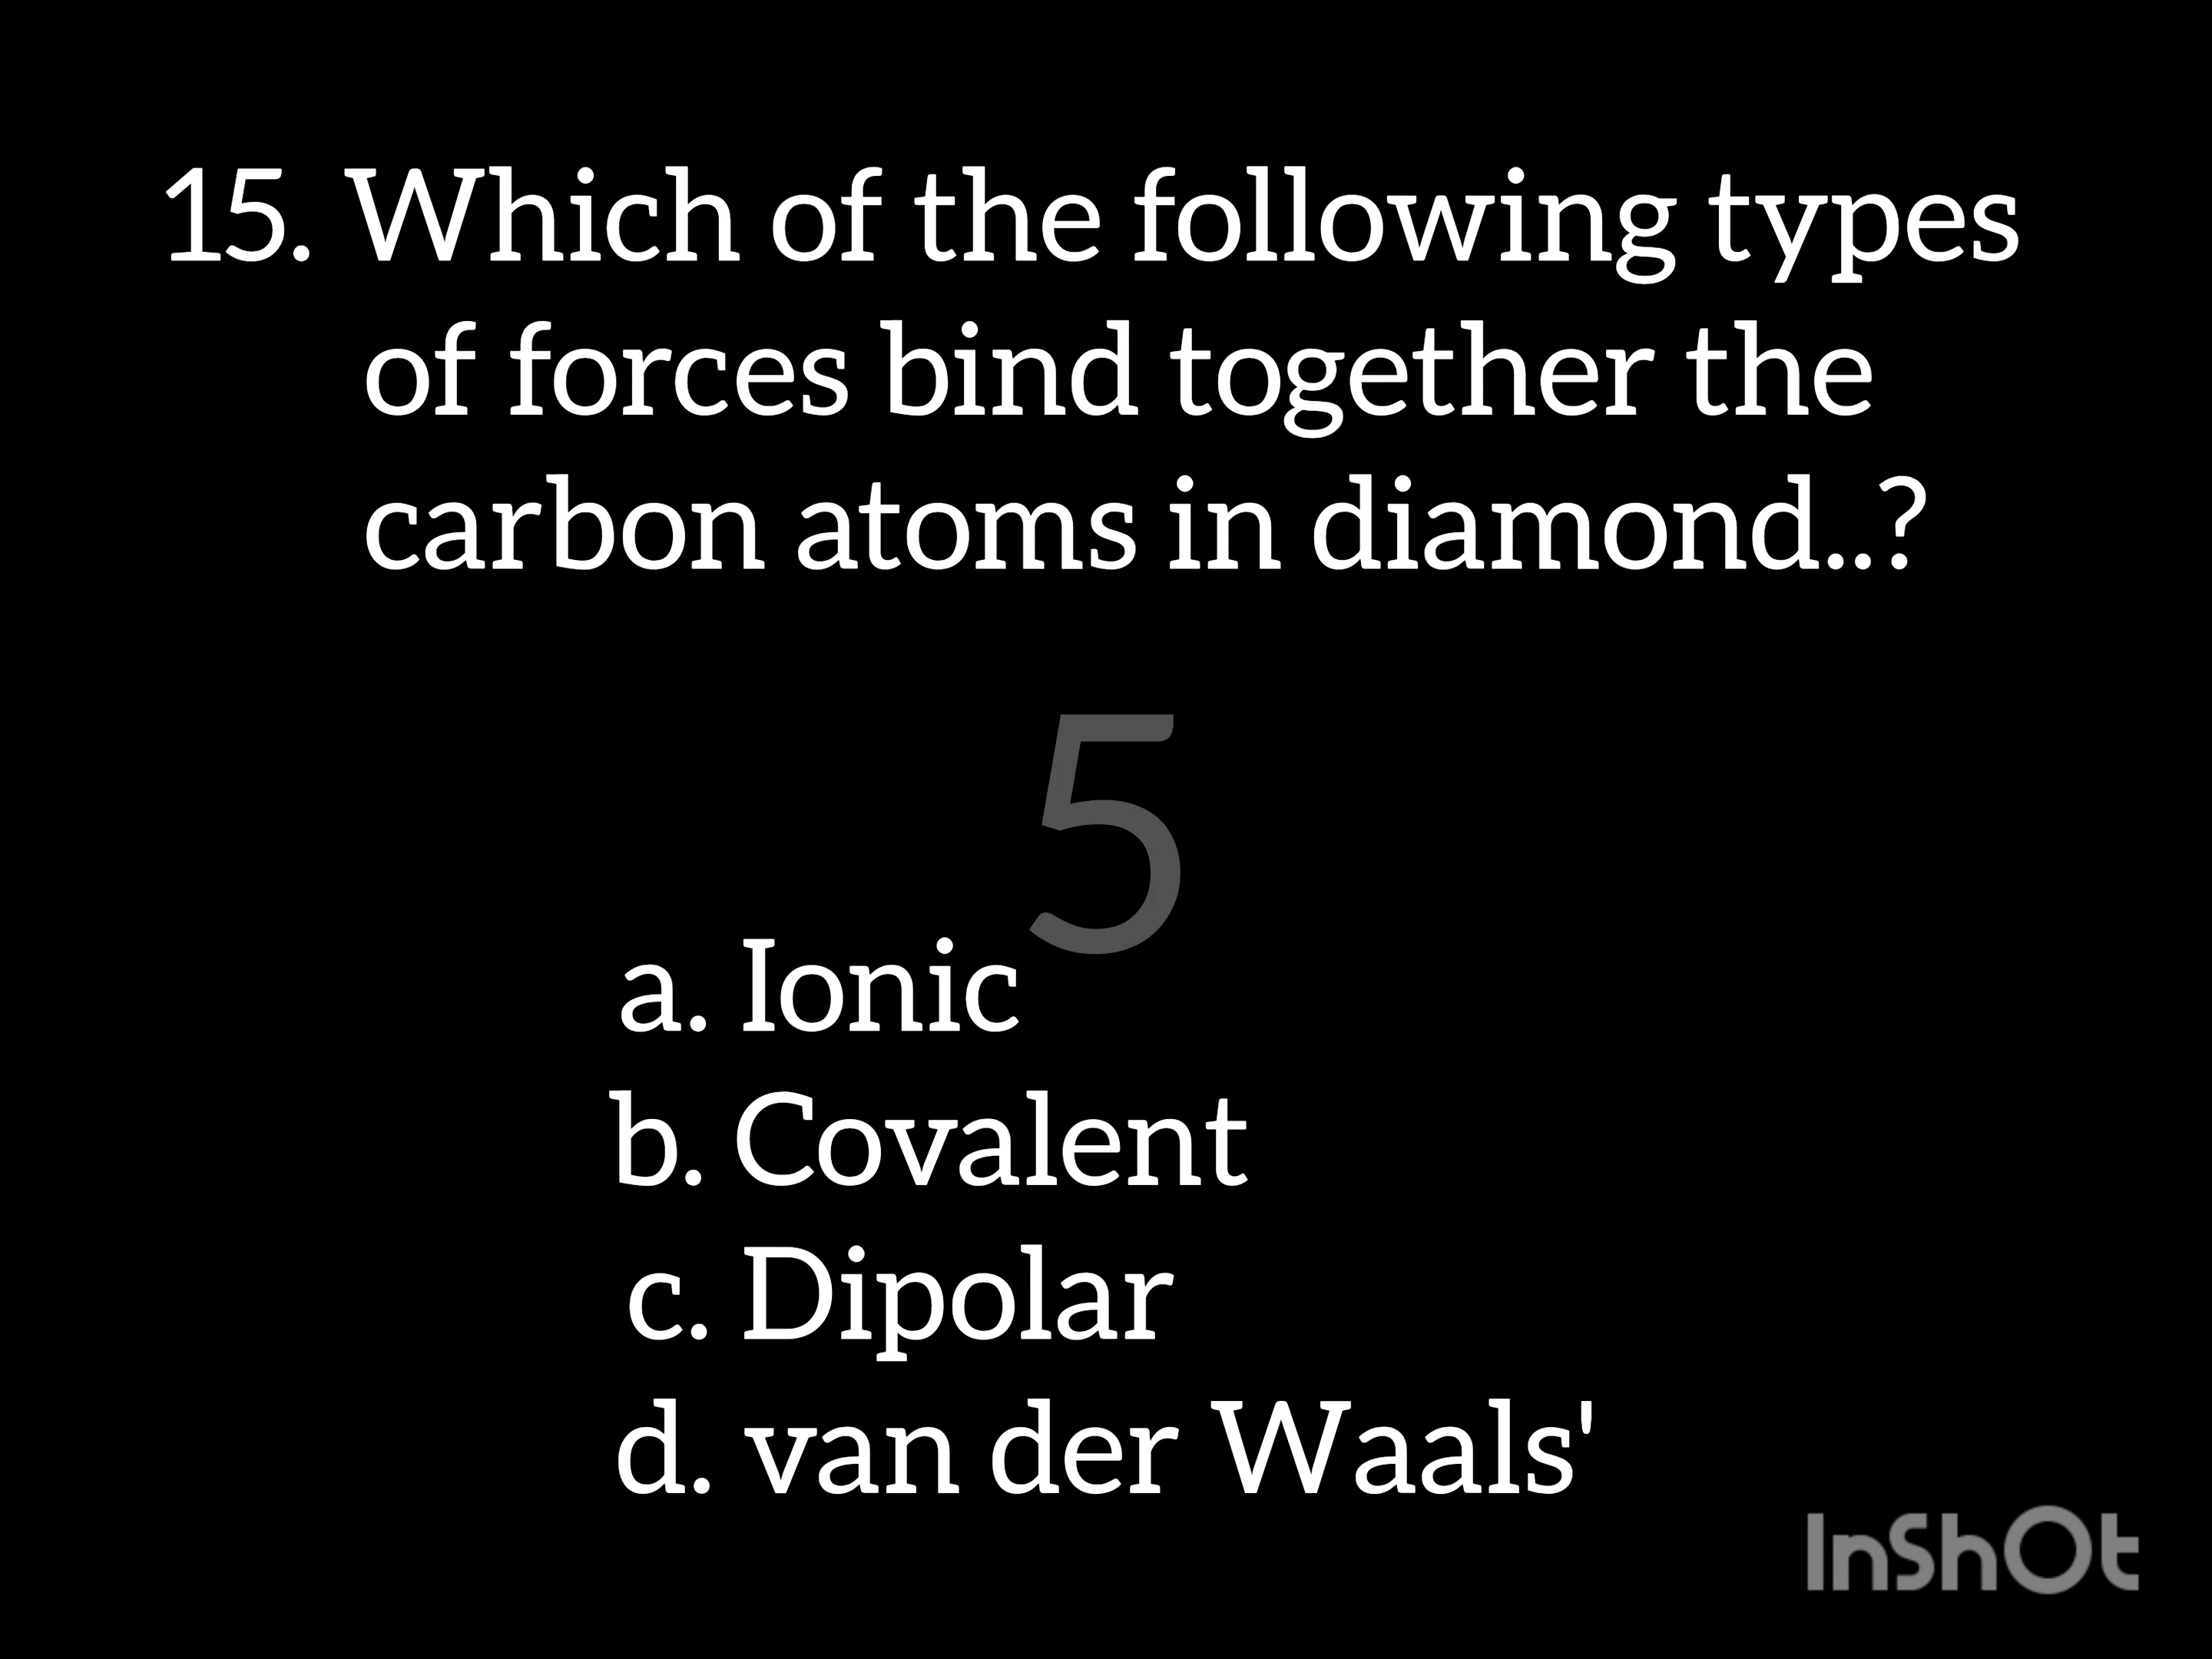 15. Which of the following types
of forces bind together the
carbon atoms in diamond..?
5
a. Ionic
b. Covalent
c. Dipolar
d. van der Waals'
InShOt